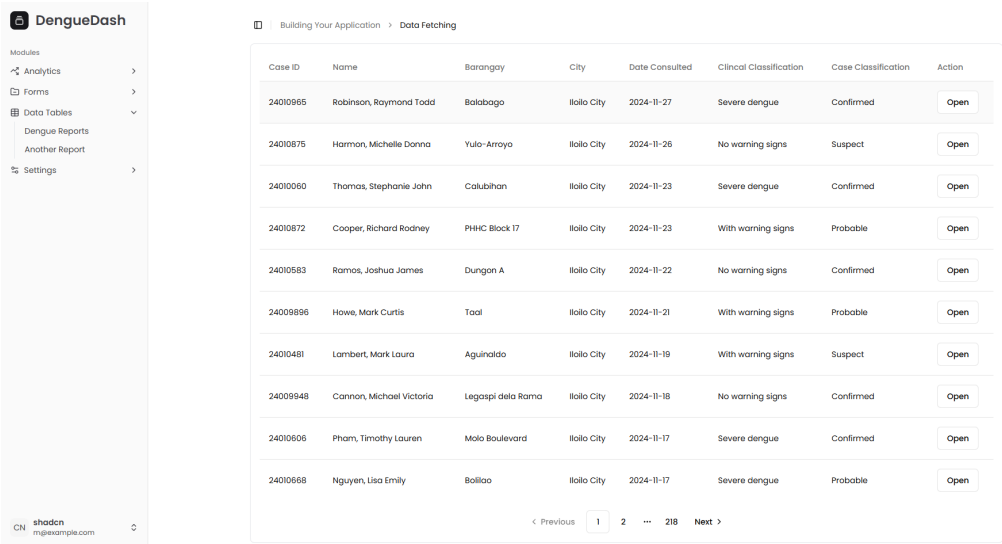 DengueDash
Modules
Analytics
Forms
Data Tables
Dengue Reports
Another Report
Settings
CN
shadcn
m@example.com
Building Your Application > Data Fetching
Case ID Name Barangay City Date Consulted Clincal Classification Case Classification Action
24010965 Robinson, Raymond Todd Balabago Iloilo City 2024-11-27 Severe dengue Confirmed Open
24010875 Harmon, Michelle Donna Yulo-Arroyo Iloilo City 2024-11-26 No warning signs Suspect Open
24010060 Thomas, Stephanie John Calubihan Iloilo City 2024-11-23 Severe dengue Confirmed Open
24010872 Cooper, Richard Rodney PHHC Block 17 Iloilo City 2024-11-23 With warning signs Probable Open
24010583 Ramos, Joshua James Dungon A Iloilo City 2024-11-22 No warning signs Confirmed Open
24009896 Howe, Mark Curtis Taal Iloilo City 2024-11-21 With warning signs Probable Open
24010481 Lambert, Mark Laura Aguinaldo Iloilo City 2024-11-19 With warning signs Suspect Open
24009948 Cannon, Michael Victoria Legaspi dela Rama Iloilo City 2024-11-18 No warning signs Confirmed Open
24010606 Pham, Timothy Lauren Molo Boulevard Iloilo City 2024-11-17 Severe dengue Confirmed Open
24010668 Nguyen, Lisa Emily Bolilao Iloilo City 2024-11-17 Severe dengue Probable Open
< Previous 1 2 ··· 218 Next >